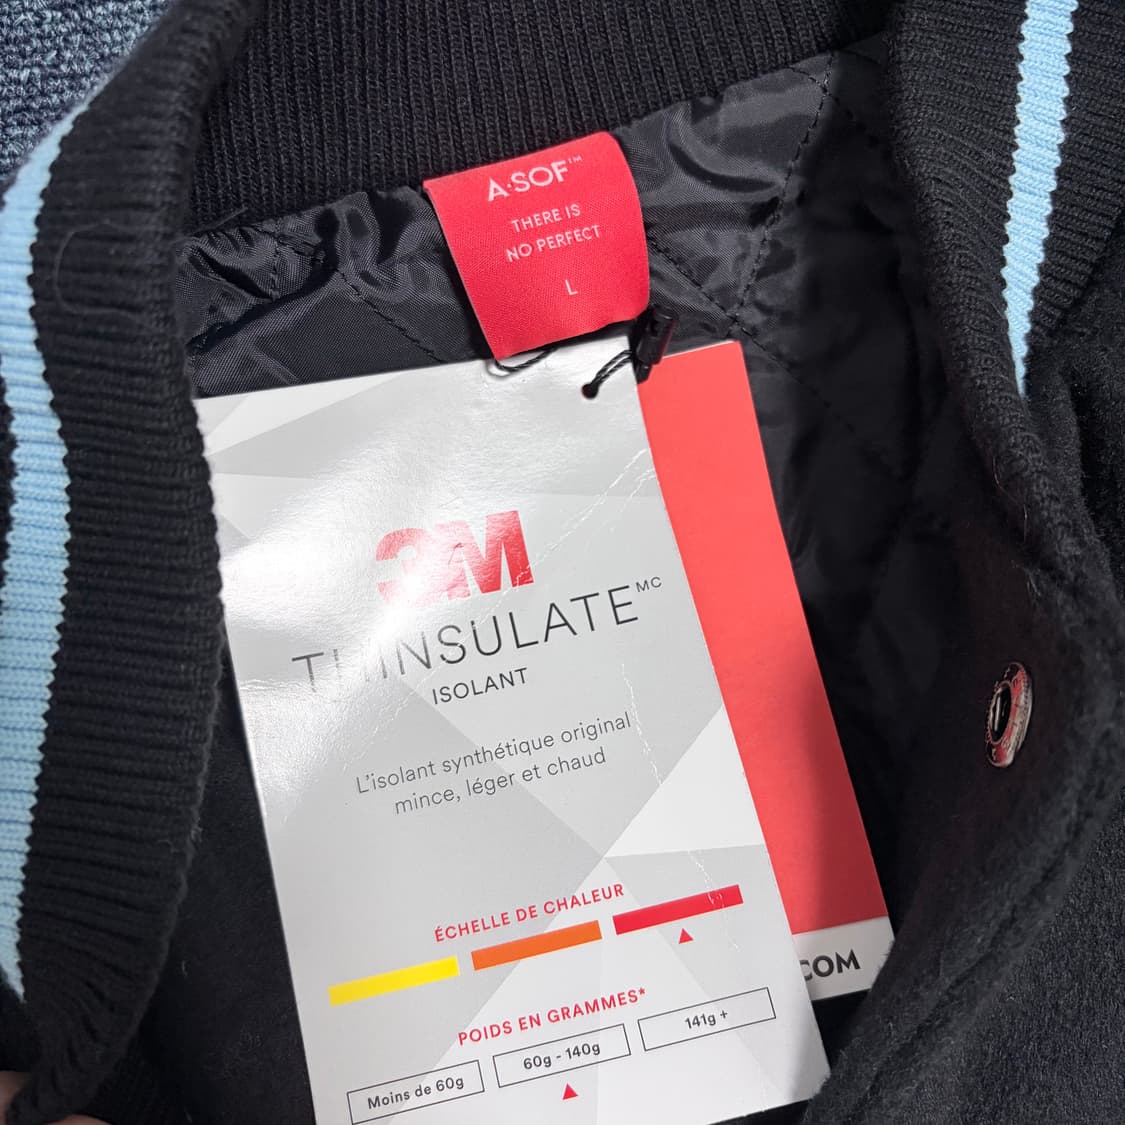 A·SOF™
THERE IS
NO PERFECT
L
3M
THINSULATE MC
ISOLANT
L'isolant synthétique original
mince, léger et chaud
ÉCHELLE DE CHALEUR
POIDS EN GRAMMES*
Moins de 60g
60g - 140g
141g +
.COM